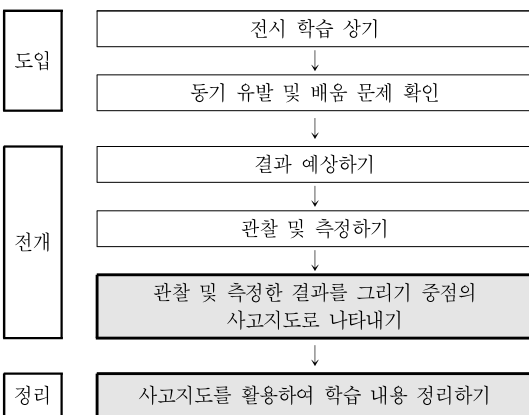 도입
전시 학습 상기
동기 유발 및 배움 문제 확인
전개
결과 예상하기
관찰 및 측정하기
관찰 및 측정한 결과를 그리기 중점의
사고지도로 나타내기
정리
사고지도를 활용하여 학습 내용 정리하기